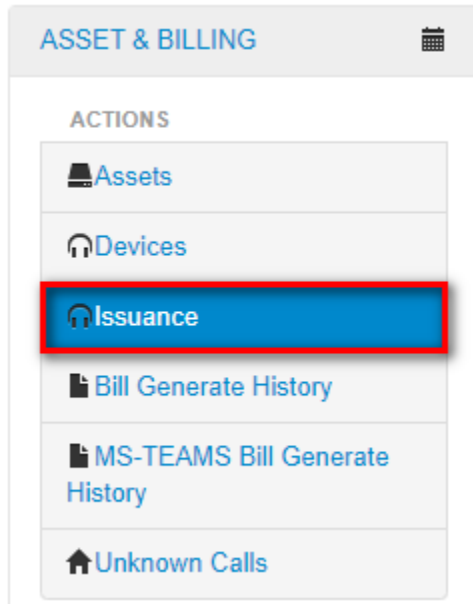 ASSET & BILLING
ACTIONS
Assets
Devices
Issuance
Bill Generate History
MS-TEAMS Bill Generate
History
Unknown Calls